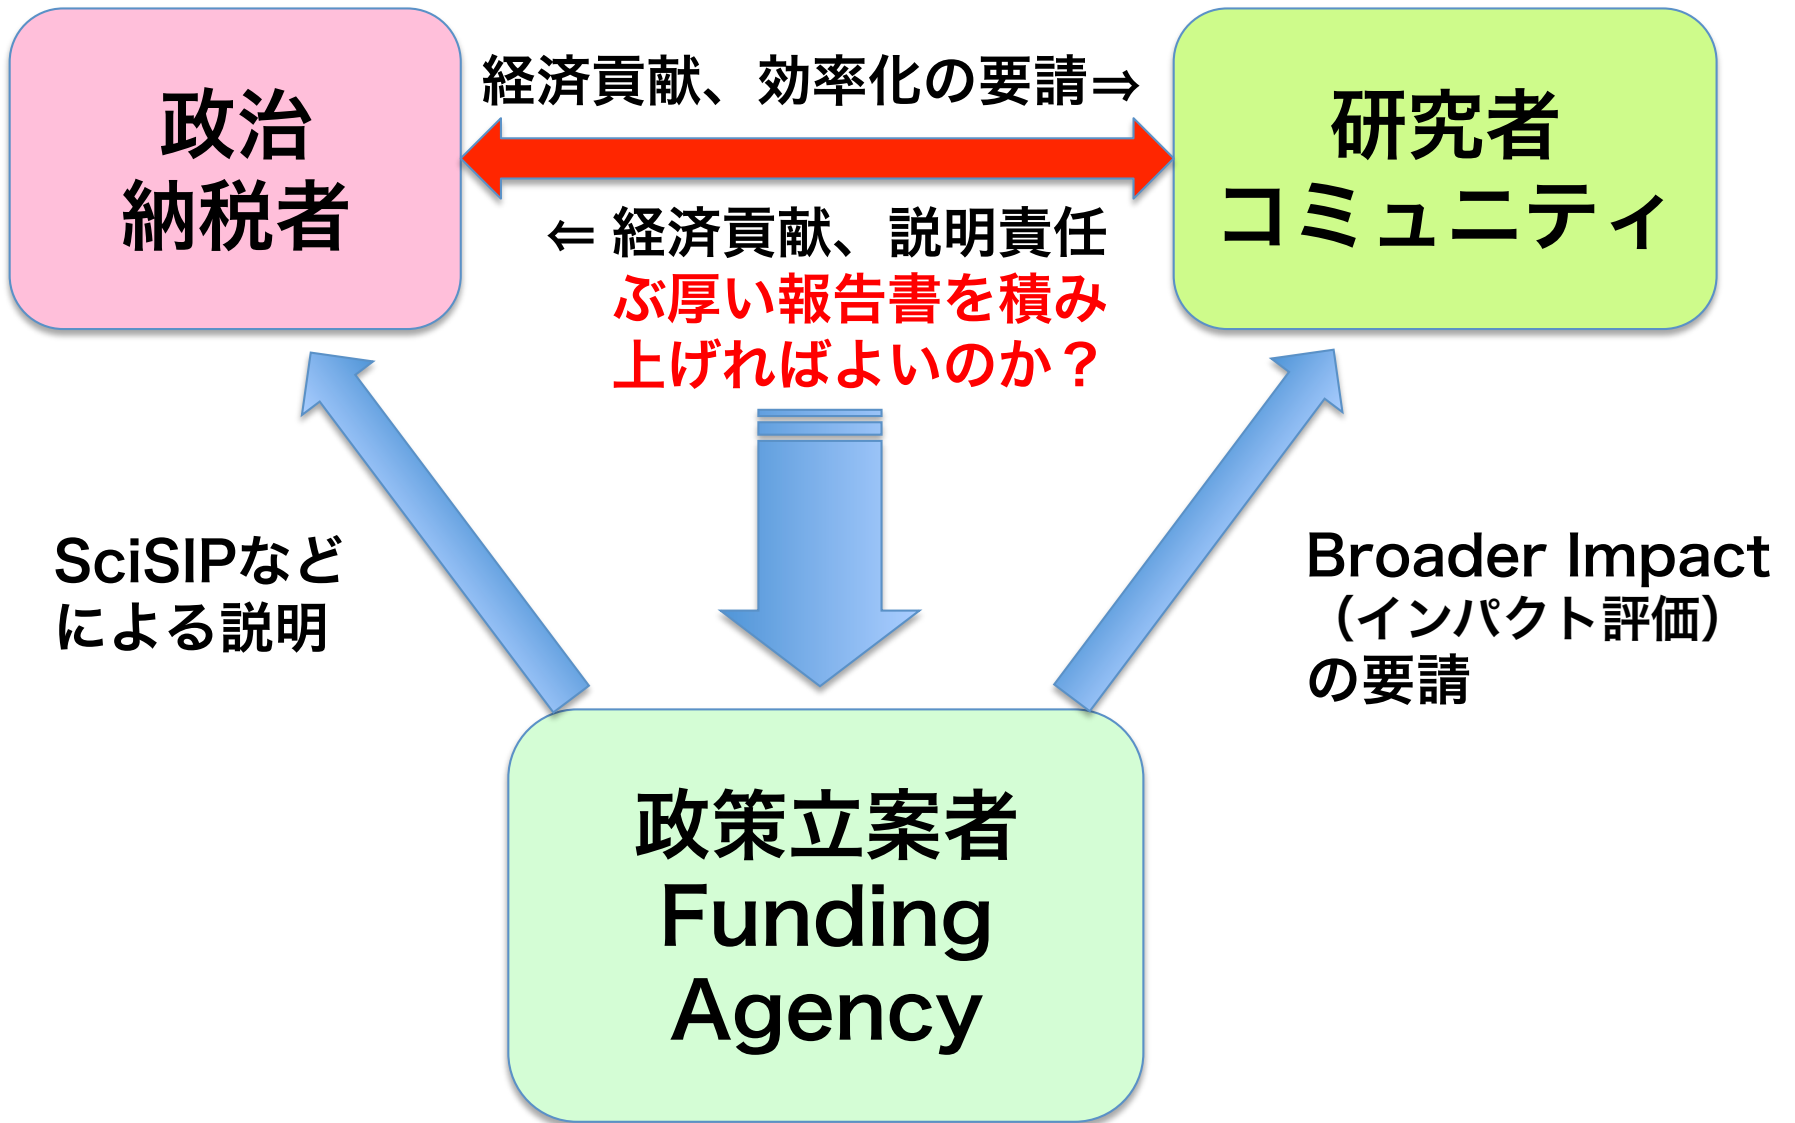 政治
納税者
経済貢献、効率化の要請⇒
研究者
コミュニティ
⇐ 経済貢献、説明責任
ぶ厚い報告書を積み
上げればよいのか？
SciSIPなど
による説明
Broader Impact
（インパクト評価）
の要請
政策立案者
Funding
Agency